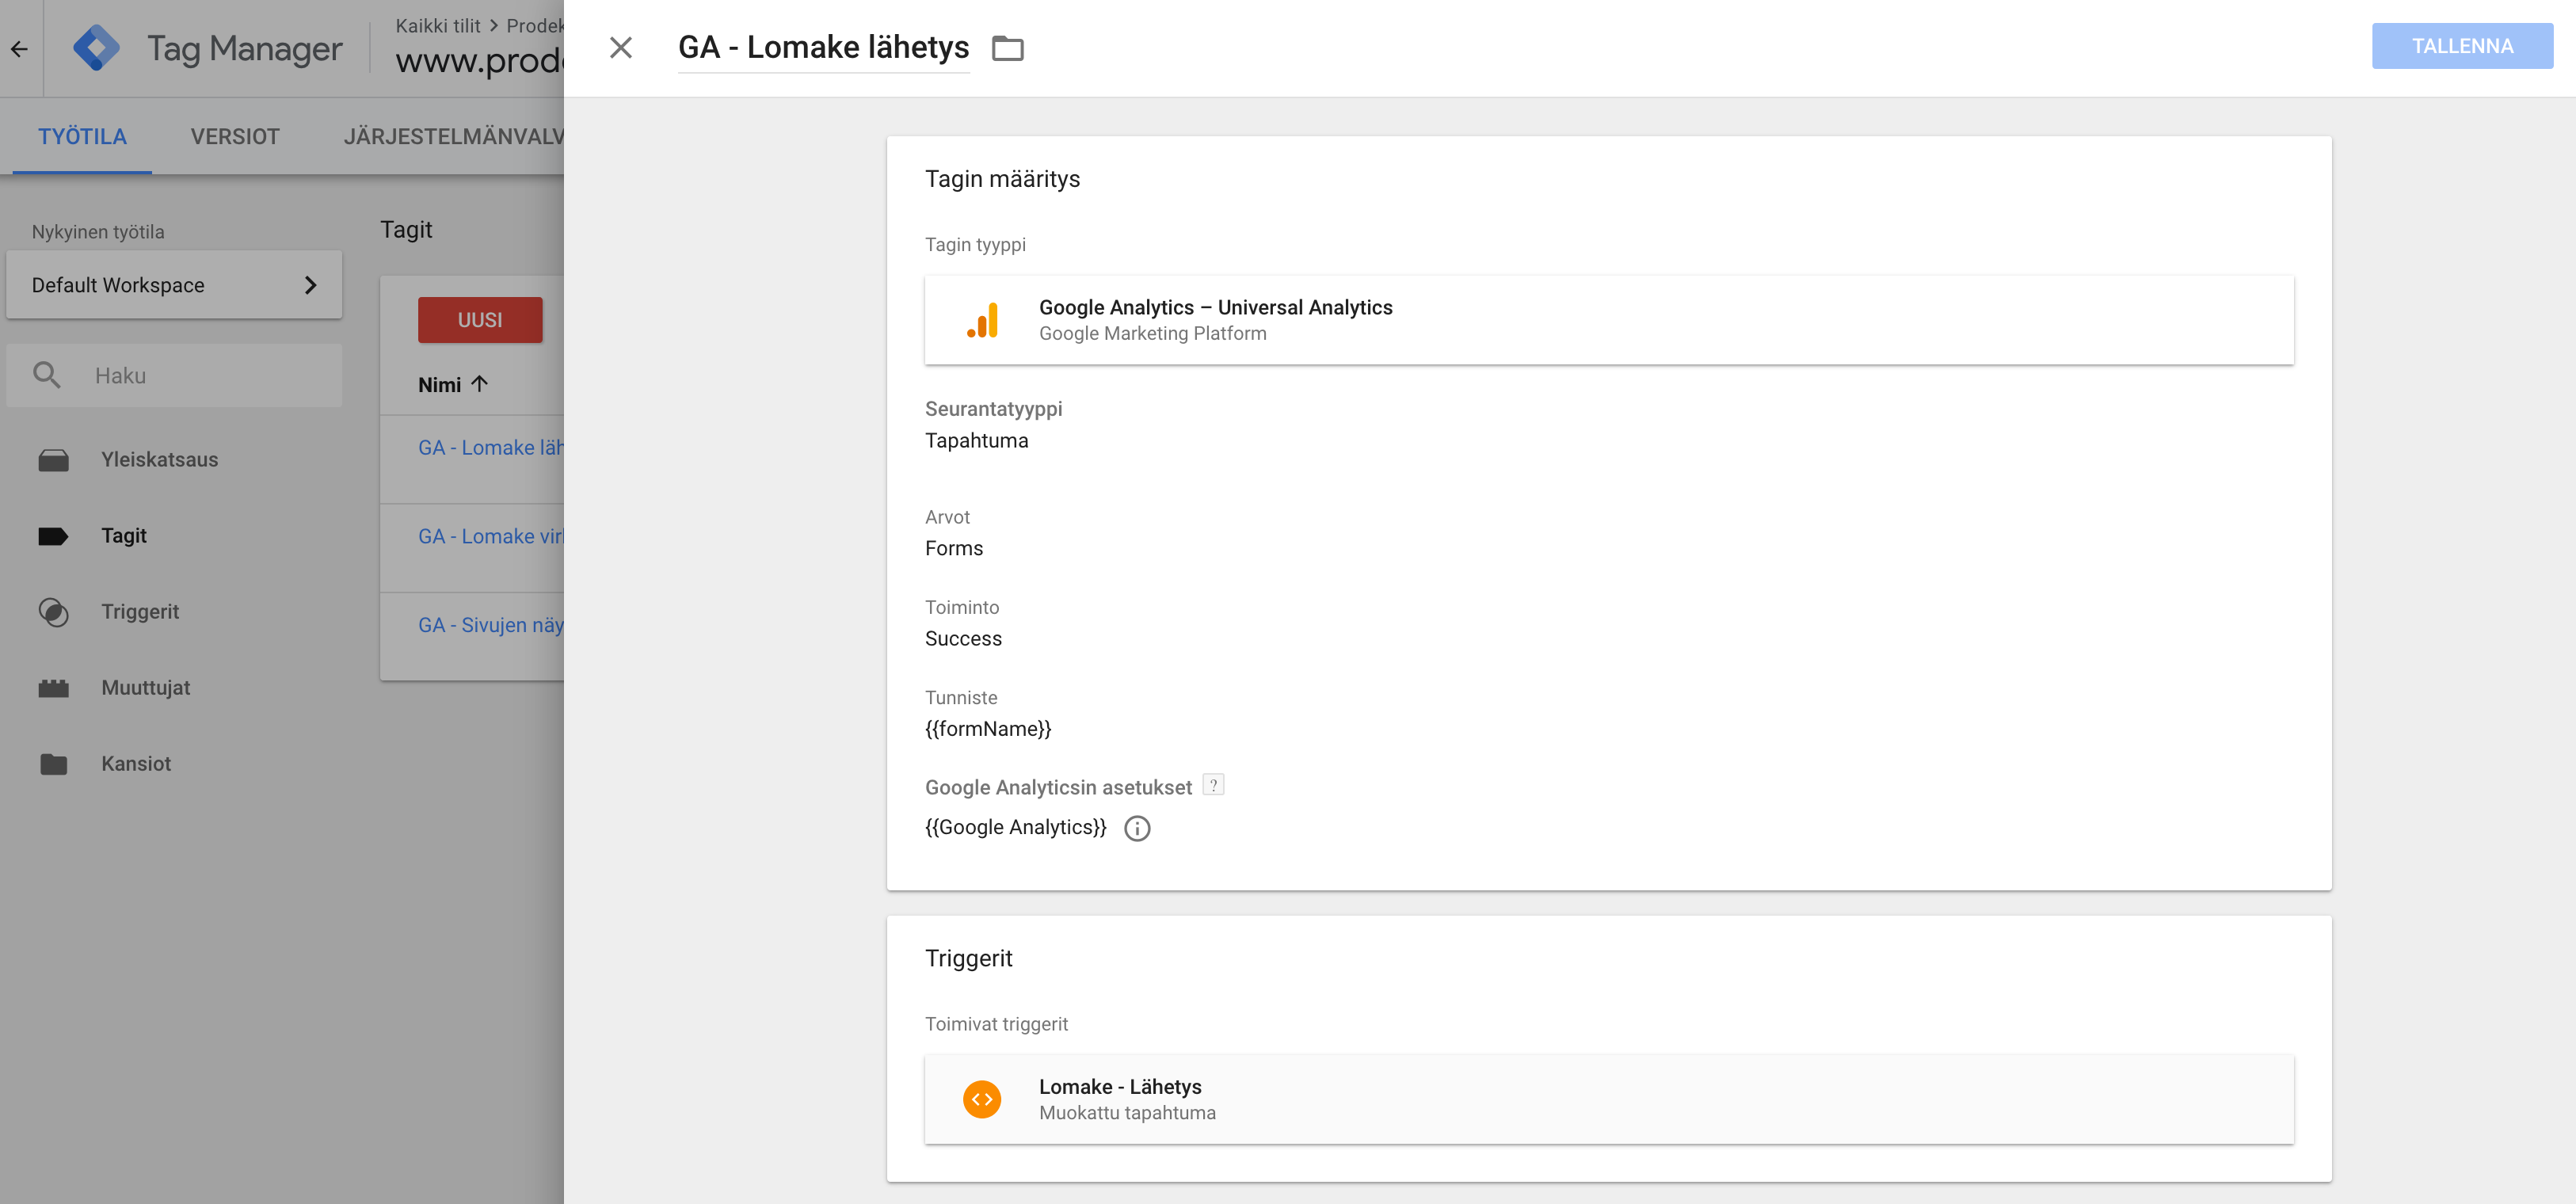 Tag Manager
Kaikki tilit > Prodek
www.prod
TYÖTILA
VERSIOT
JÄRJESTELMÄNVALV
Nykyinen työtila
Default Workspace
Haku
Yleiskatsaus
Tagit
Triggerit
Muuttujat
Kansiot
Tagit
UUSI
Nimi
GA - Lomake läh
GA - Lomake vir
GA - Sivujen näy
GA - Lomake lähetys
TALLENNA
Tagin määritys
Tagin tyyppi
Google Analytics – Universal Analytics
Google Marketing Platform
Seurantatyyppi
Tapahtuma
Arvot
Forms
Toiminto
Success
Tunniste
{{formName}}
Google Analyticsin asetukset ?
{{Google Analytics}}
Triggerit
Toimivat triggerit
Lomake - Lähetys
Muokattu tapahtuma